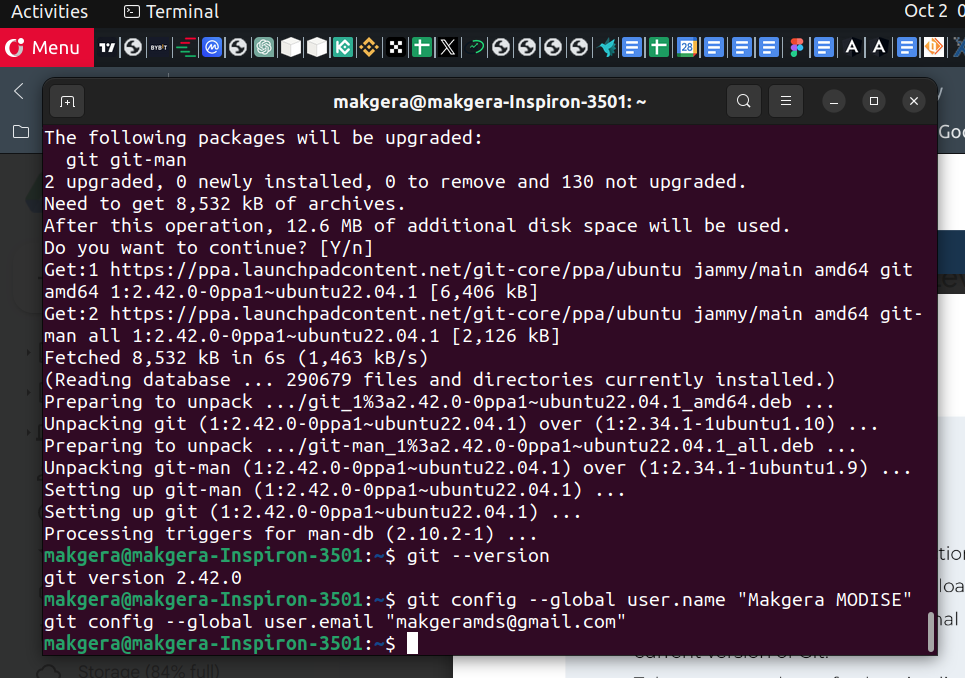 Activities
Terminal
Oct 2
Menu
BYBIT
28
makgera@makgera-Inspiron-3501: ~
The following packages will be upgraded:
git git-man
2 upgraded, 0 newly installed, 0 to remove and 130 not upgraded.
Need to get 8,532 kB of archives.
After this operation, 12.6 MB of additional disk space will be used.
Do you want to continue? [Y/n]
Get:1 https://ppa.launchpadcontent.net/git-core/ppa/ubuntu jammy/main amd64 git
amd64 1:2.42.0-0ppa1~ubuntu22.04.1 [6,406 kB]
Get:2 https://ppa.launchpadcontent.net/git-core/ppa/ubuntu jammy/main amd64 git-
man all 1:2.42.0-0ppa1~ubuntu22.04.1 [2,126 kB]
Fetched 8,532 kB in 6s (1,463 kB/s)
(Reading database ... 290679 files and directories currently installed.)
Preparing to unpack .../git_1%3a2.42.0-0ppa1~ubuntu22.04.1_amd64.deb ...
Unpacking git (1:2.42.0-0ppa1~ubuntu22.04.1) over (1:2.34.1-1ubuntu1.10) ...
Preparing to unpack .../git-man_1%3a2.42.0-0ppa1~ubuntu22.04.1_all.deb ...
Unpacking git-man (1:2.42.0-0ppa1~ubuntu22.04.1) over (1:2.34.1-1ubuntu1.9) ...
Setting up git-man (1:2.42.0-0ppa1~ubuntu22.04.1) ...
Setting up git (1:2.42.0-0ppa1~ubuntu22.04.1) ...
Processing triggers for man-db (2.10.2-1) ...
makgera@makgera-Inspiron-3501:~$ git --version
git version 2.42.0
makgera@makgera-Inspiron-3501:~$ git config --global user.name "Makgera MODISE"
git config --global user.email "makgeramds@gmail.com"
makgera@makgera-Inspiron-3501:~$
current version of Git.
Storage (84% full)